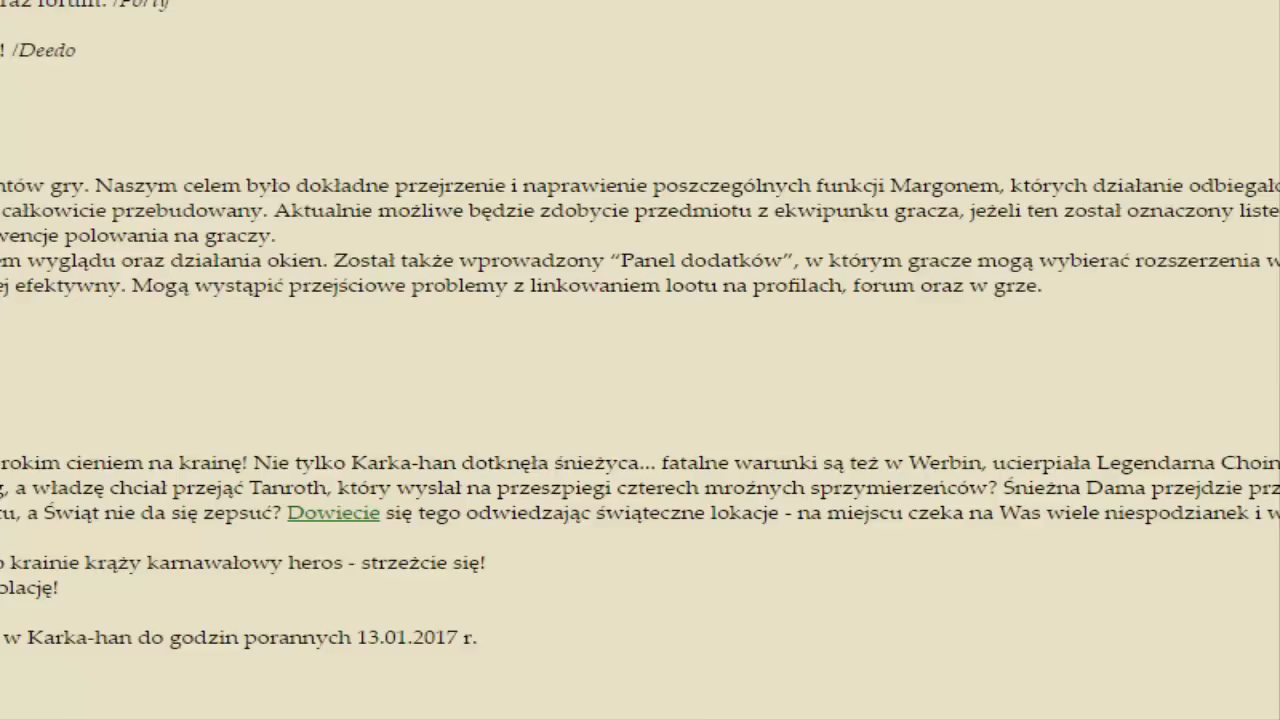 raz forum. /Forty
! /Deedo
ntów gry. Naszym celem było dokładne przejrzenie i naprawienie poszczególnych funkcji Margonem, których działanie odbiegało
całkowicie przebudowany. Aktualnie możliwe będzie zdobycie przedmiotu z ekwipunku gracza, jeżeli ten został oznaczony liste
wencje polowania na graczy.
em wyglądu oraz działania okien. Został także wprowadzony “Panel dodatków”, w którym gracze mogą wybierać rozszerzenia w
ej efektywny. Mogą wystąpić przejściowe problemy z linkowaniem lootu na profilach, forum oraz w grze.
rokim cieniem na krainę! Nie tylko Karka-han dotknęła śnieżyca... fatalne warunki są też w Werbin, ucierpiała Legendarna Choin
g, a władzę chciał przejąć Tanroth, który wysłał na przeszpiegi czterech mroźnych sprzymierzeńców? Śnieżna Dama przejdzie prz
tu, a Świąt nie da się zepsuć? Dowiecie się tego odwiedzając świąteczne lokacje - na miejscu czeka na Was wiele niespodzianek i w
o krainie krąży karnawałowy heros - strzeżcie się!
olację!
w Karka-han do godzin porannych 13.01.2017 r.